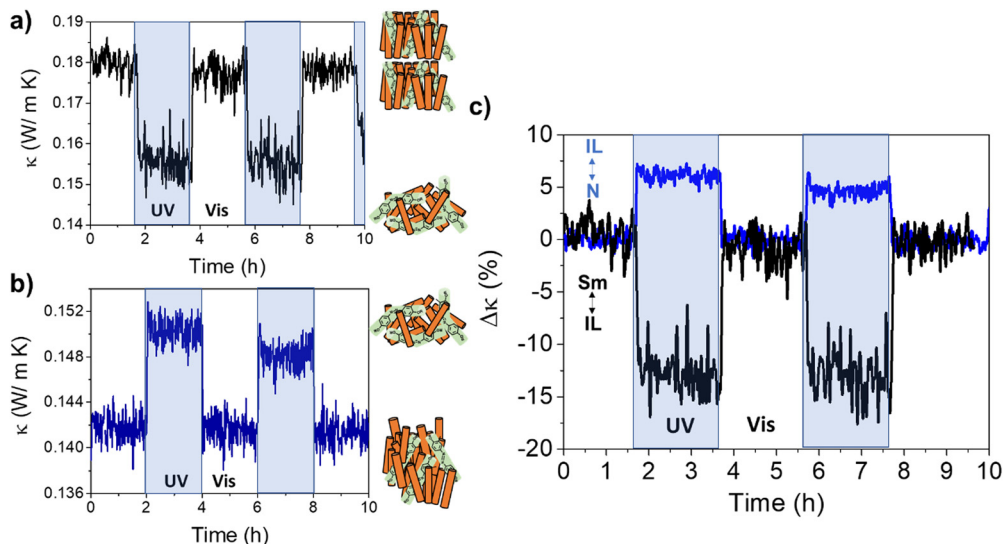 a)
κ (W/ m K)
0.19
0.18
0.17
0.16
0.15
0.14
UV
Vis
0 2 4 6 8 10
Time (h)
b)
κ (W/ m K)
0.152
0.148
0.144
0.140
0.136
UV
Vis
0 2 4 6 8 10
Time (h)
c)
Δκ (%)
10
5
0
-5
-10
-15
-20
IL
N
Sm
IL
UV
Vis
0 1 2 3 4 5 6 7 8 9 10
Time (h)